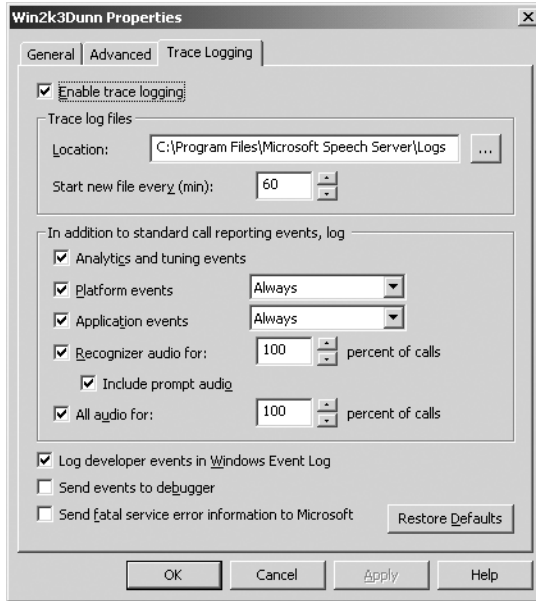 Win2k3Dunn Properties
General Advanced Trace Logging
Enable trace logging
Trace log files
Location: C:\Program Files\Microsoft Speech Server\Logs ...
Start new file every (min): 60
In addition to standard call reporting events, log
Analytics and tuning events
Platform events Always
Application events Always
Recognizer audio for: 100 percent of calls
Include prompt audio
All audio for: 100 percent of calls
Log developer events in Windows Event Log
Send events to debugger
Send fatal service error information to Microsoft Restore Defaults
OK Cancel Apply Help